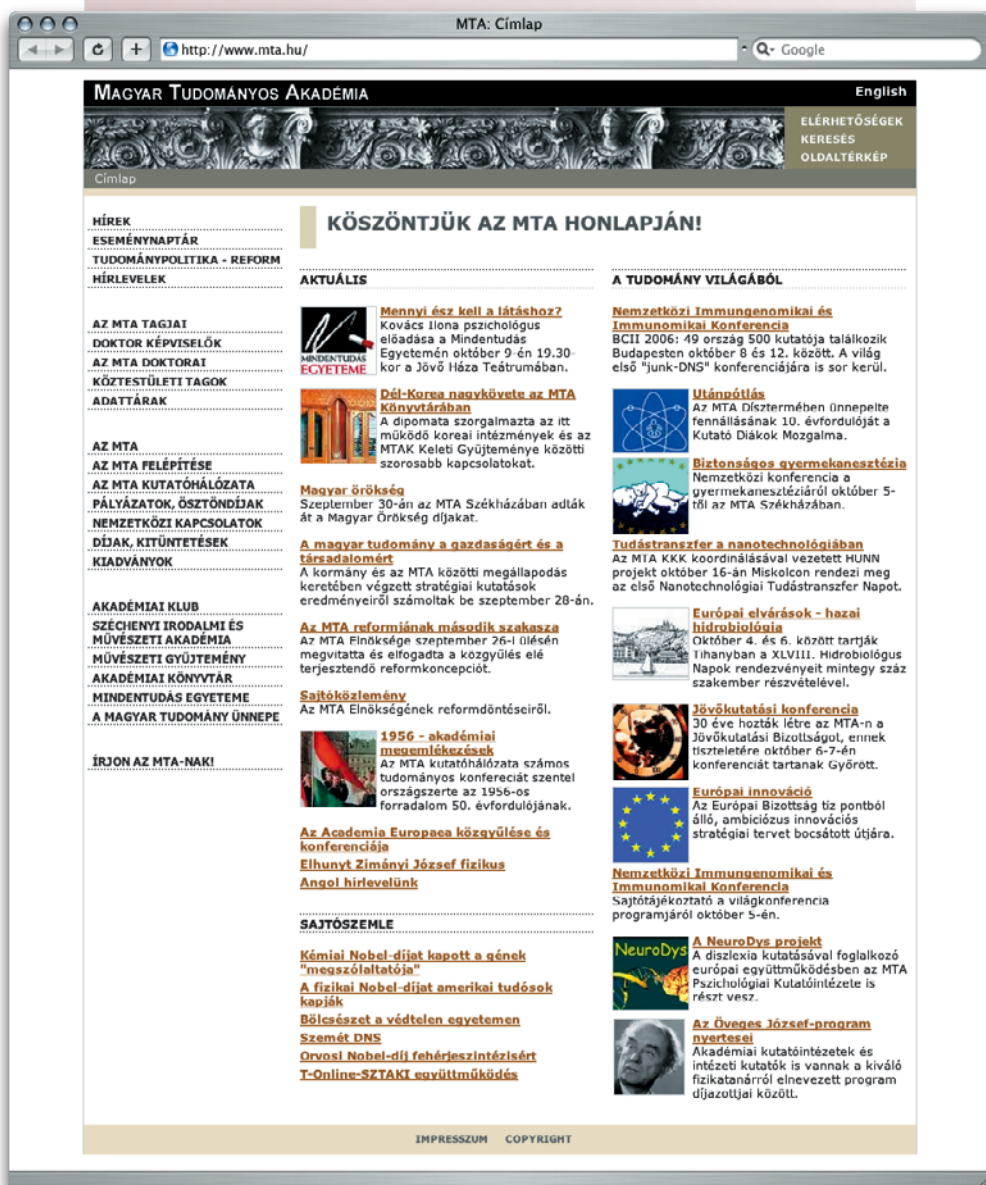 MTA: Címlap
http://www.mta.hu/
Google
MAGYAR TUDOMÁNYOS AKADÉMIA
English
ELÉRHETŐSÉGEK
KERESÉS
OLDALTÉRKÉP
Címlap
HÍREK
ESEMÉNYNAPTÁR
TUDOMÁNYPOLITIKA - REFORM
HÍRLEVELEK
AZ MTA TAGJAI
DOKTOR KÉPVISELŐK
AZ MTA DOKTORAI
KÖZTESTÜLETI TAGOK
ADATTÁRAK
AZ MTA
AZ MTA FELÉPÍTÉSE
AZ MTA KUTATÓHÁLÓZATA
PÁLYÁZATOK, ÖSZTÖNDÍJAK
NEMZETKÖZI KAPCSOLATOK
DÍJAK, KITÜNTETÉSEK
KIADVÁNYOK
AKADÉMIAI KLUB
SZÉCHENYI IRODALMI ÉS
MŰVÉSZETI AKADÉMIA
MŰVÉSZETI GYŰJTEMÉNY
AKADÉMIAI KÖNYVTÁR
MINDENTUDÁS EGYETEME
A MAGYAR TUDOMÁNY ÜNNEPE
ÍRJON AZ MTA-NAK!
KÖSZÖNTJÜK AZ MTA HONLAPJÁN!
AKTUÁLIS
MINDENTUDÁS
EGYETEME
Mennyi ész kell a látáshoz?
Kovács Ilona pszichológus
előadása a Mindentudás
Egyetemén október 9-én 19.30-
kor a Jövő Háza Teátrumában.
Dél-Korea nagykövete az MTA
Könyvtárában
A dipomata szorgalmazta az itt
működő koreai intézmények és az
MTAK Keleti Gyűjteménye közötti
szorosabb kapcsolatokat.
Magyar örökség
Szeptember 30-án az MTA Székházában adták
át a Magyar Örökség díjakat.
A magyar tudomány a gazdaságért és a
társadalomért
A kormány és az MTA közötti megállapodás
keretében végzett stratégiai kutatások
eredményeiről számoltak be szeptember 28-án.
Az MTA reformjának második szakasza
Az MTA Elnöksége szeptember 26-i ülésén
megvitatta és elfogadta a közgyűlés elé
terjesztendő reformkoncepciót.
Sajtóközlemény
Az MTA Elnökségének reformdöntéseiről.
1956 - akadémiai
megemlékezések
Az MTA kutatóhálózata számos
tudományos konfereciát szentel
országszerte az 1956-os
forradalom 50. évfordulójának.
Az Academia Europaea közgyűlése és
konferenciája
Elhunyt Zimányi József fizikus
Angol hírlevelünk
SAJTÓSZEMLE
Kémiai Nobel-díjat kapott a gének
"megszólaltatója"
A fizikai Nobel-díjat amerikai tudósok
kapják
Bölcsészet a védtelen egyetemen
Szemét DNS
Orvosi Nobel-díj fehérjeszintézisért
T-Online-SZTAKI együttműködés
A TUDOMÁNY VILÁGÁBÓL
Nemzetközi Immungenomikai és
Immunomikai Konferencia
BCII 2006: 49 ország 500 kutatója találkozik
Budapesten október 8 és 12. között. A világ
első "junk-DNS" konferenciájára is sor kerül.
Utánpótlás
Az MTA Dísztermében ünnepelte
fennállásának 10. évfordulóját a
Kutató Diákok Mozgalma.
Biztonságos gyermekanesztézia
Nemzetközi konferencia a
gyermekanesztéziáról október 5-
től az MTA Székházában.
Tudástranszfer a nanotechnológiában
Az MTA KKK koordinálásával vezetett HUNN
projekt október 16-án Miskolcon rendezi meg
az első Nanotechnológiai Tudástranszfer Napot.
Európai elvárások - hazai
hidrobiológia
Október 4. és 6. között tartják
Tihanyban a XLVIII. Hidrobiológus
Napok rendezvényeit mintegy száz
szakember részvételével.
Jövőkutatási konferencia
30 éve hozták létre az MTA-n a
Jövőkutatási Bizottságot, ennek
tiszteletére október 6-7-én
konferenciát tartanak Győrött.
Európai innováció
Az Európai Bizottság tíz pontból
álló, ambiciózus innovációs
stratégiai tervet bocsátott útjára.
Nemzetközi Immungenomikai és
Immunomikai Konferencia
Sajtótájékoztató a világkonferencia
programjáról október 5-én.
NeuroDys
A NeuroDys projekt
A diszlexia kutatásával foglalkozó
európai együttműködésben az MTA
Pszichológiai Kutatóintézete is
részt vesz.
Az Öveges József-program
nyertesei
Akadémiai kutatóintézetek és
intézeti kutatók is vannak a kiváló
fizikatanárról elnevezett program
díjazottjai között.
IMPRESSZUM COPYRIGHT